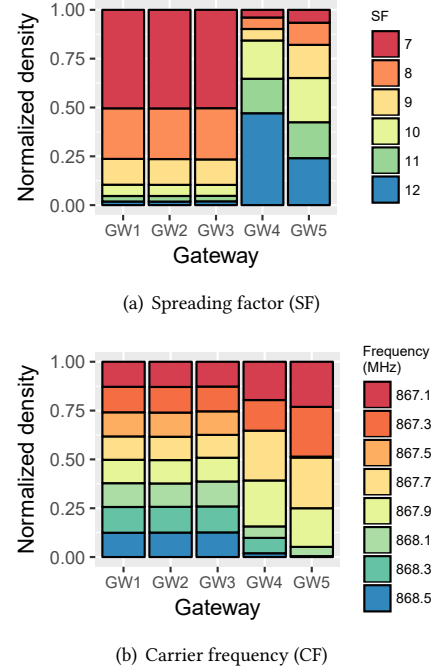 Normalized density
1.00
0.75
0.50
0.25
0.00
GW1 GW2 GW3 GW4 GW5
Gateway
SF
7
8
9
10
11
12
(a) Spreading factor (SF)
Normalized density
1.00
0.75
0.50
0.25
0.00
GW1 GW2 GW3 GW4 GW5
Gateway
Frequency
(MHz)
867.1
867.3
867.5
867.7
867.9
868.1
868.3
868.5
(b) Carrier frequency (CF)